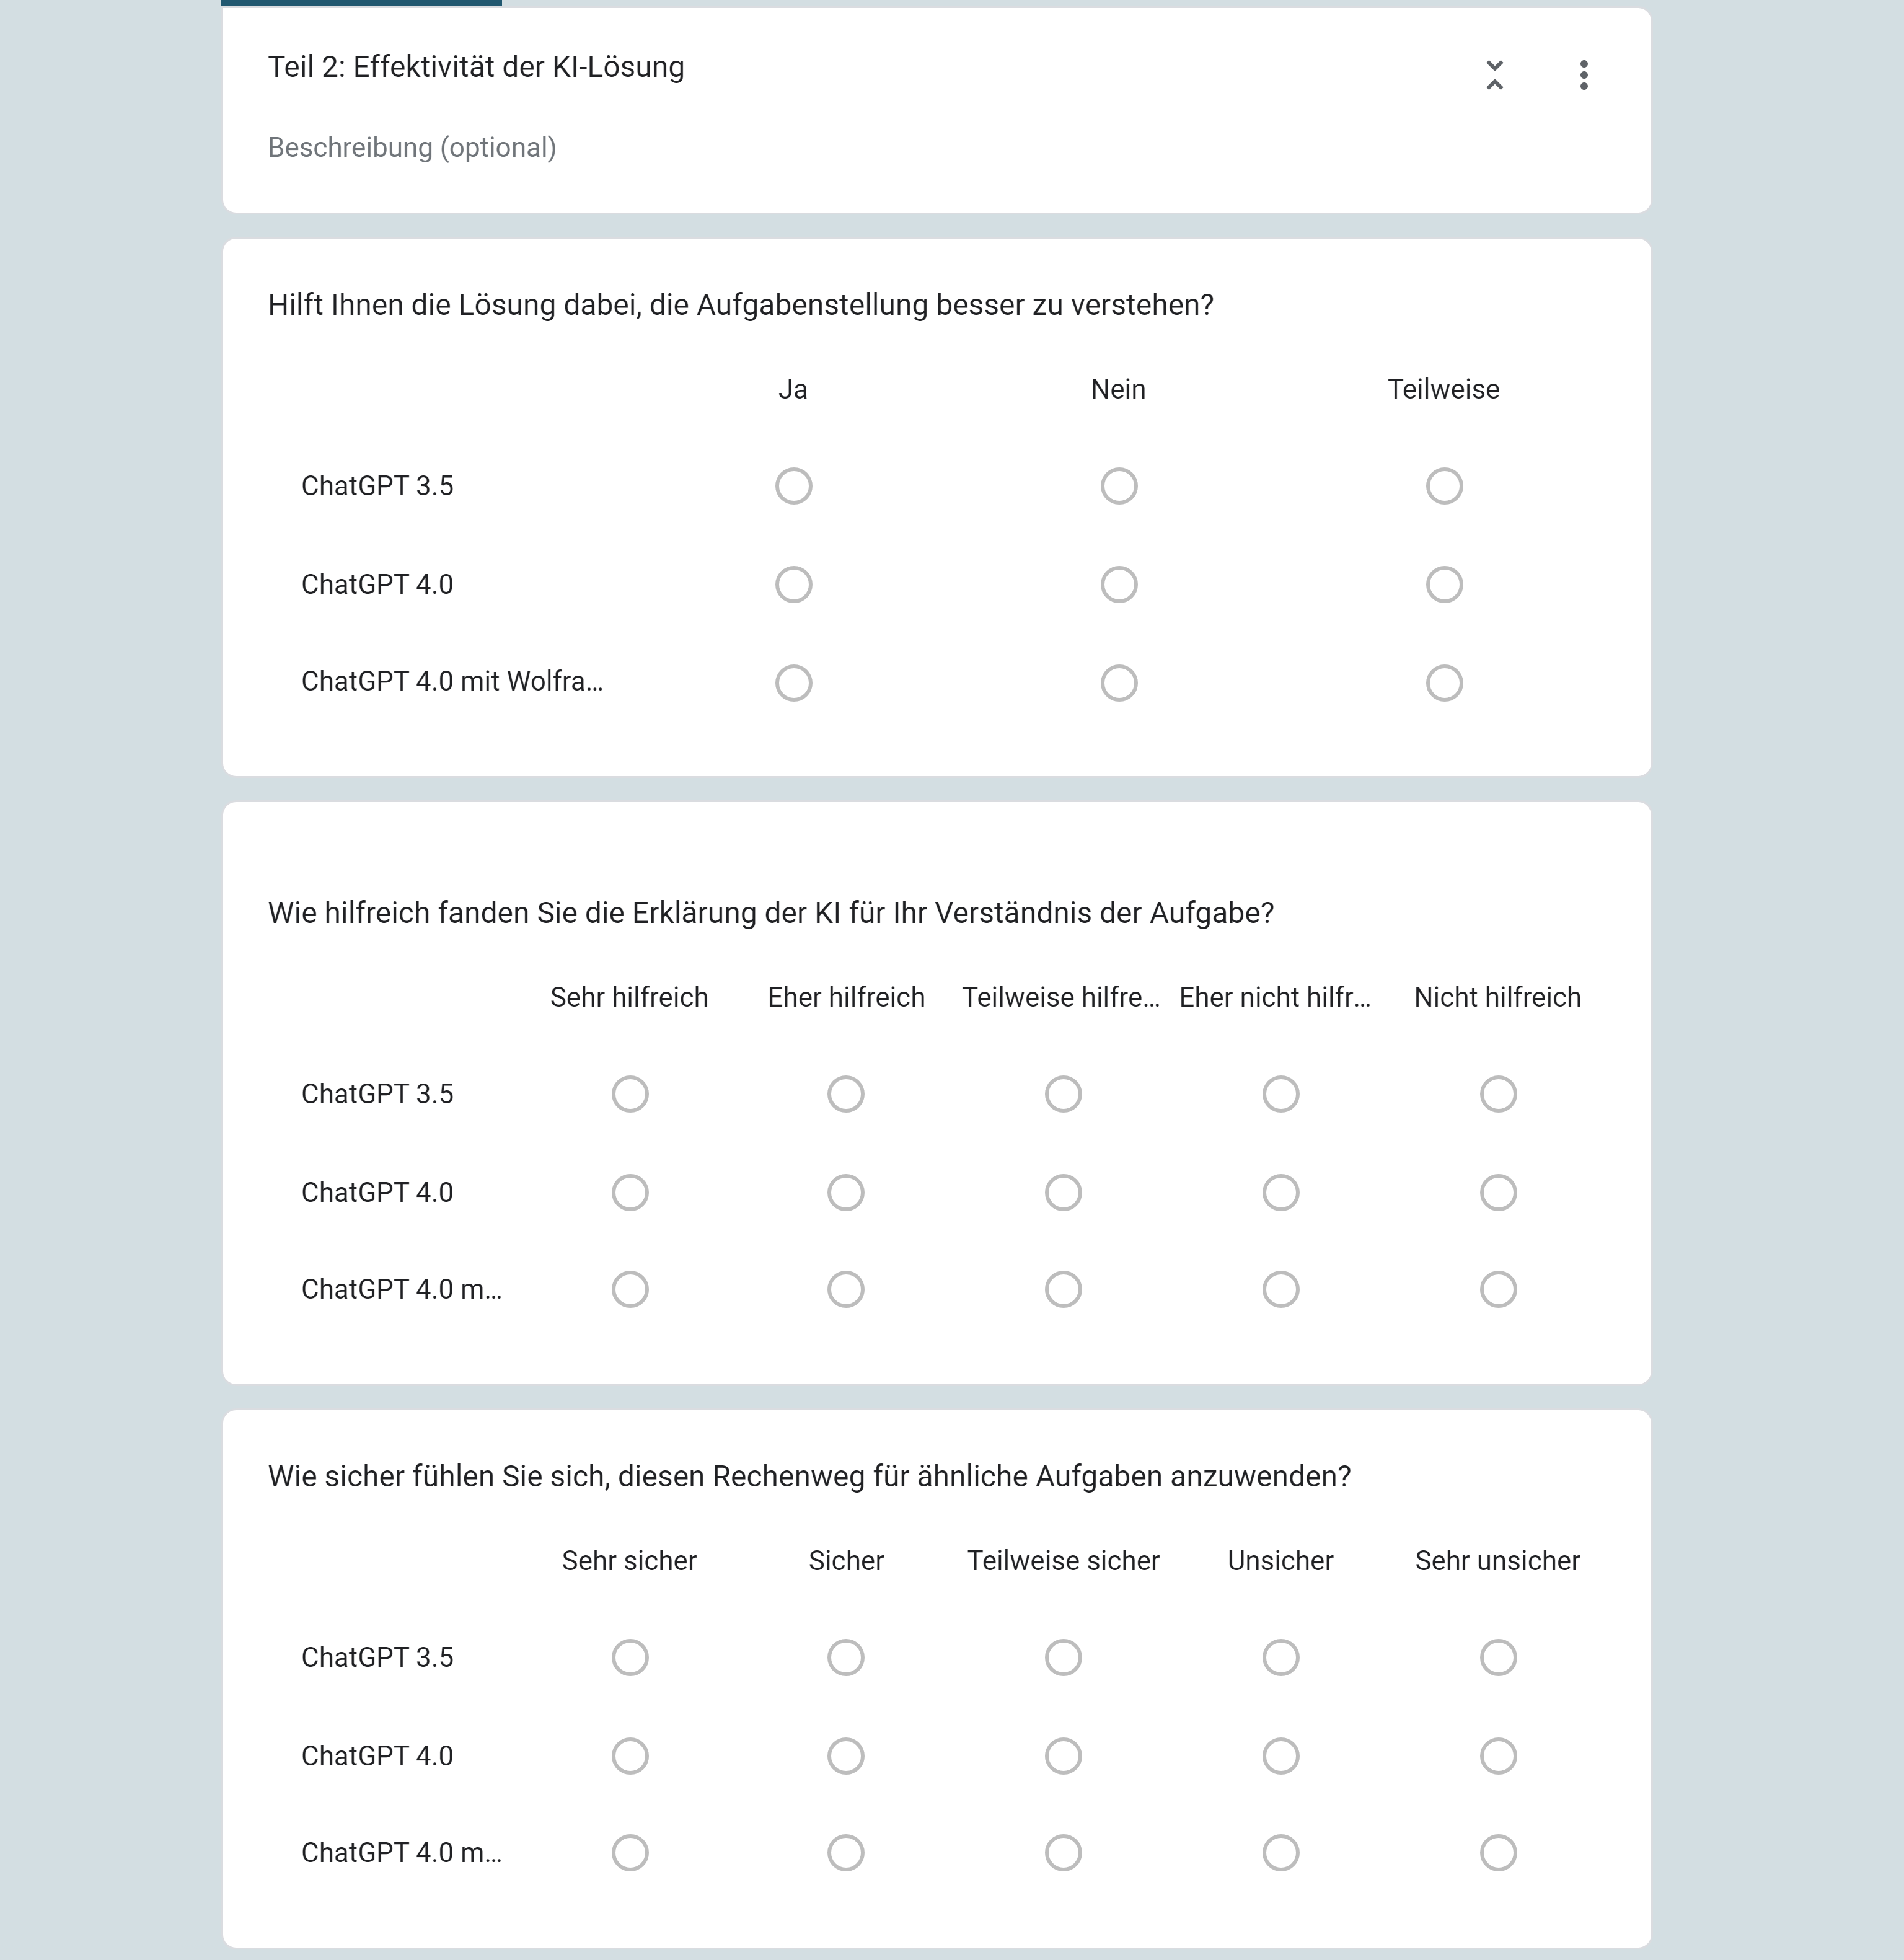 Teil 2: Effektivität der KI-Lösung
Beschreibung (optional)
Hilft Ihnen die Lösung dabei, die Aufgabenstellung besser zu verstehen?
Ja Nein Teilweise
ChatGPT 3.5
ChatGPT 4.0
ChatGPT 4.0 mit Wolfra...
Wie hilfreich fanden Sie die Erklärung der KI für Ihr Verständnis der Aufgabe?
Sehr hilfreich Eher hilfreich Teilweise hilfre... Eher nicht hilfr... Nicht hilfreich
ChatGPT 3.5
ChatGPT 4.0
ChatGPT 4.0 m...
Wie sicher fühlen Sie sich, diesen Rechenweg für ähnliche Aufgaben anzuwenden?
Sehr sicher Sicher Teilweise sicher Unsicher Sehr unsicher
ChatGPT 3.5
ChatGPT 4.0
ChatGPT 4.0 m...